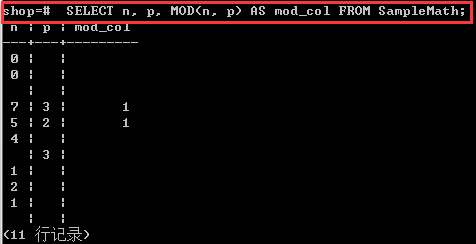 shop=#  SELECT n, p, MOD(n, p) AS mod_col FROM SampleMath;
 n ¦ p ¦ mod_col
---+---+---------
 0 ¦   ¦
 0 ¦   ¦
   ¦   ¦
 7 ¦ 3 ¦       1
 5 ¦ 2 ¦       1
 4 ¦   ¦
   ¦ 3 ¦
 1 ¦   ¦
 2 ¦   ¦
 1 ¦   ¦
   ¦   ¦
(11 行记录)